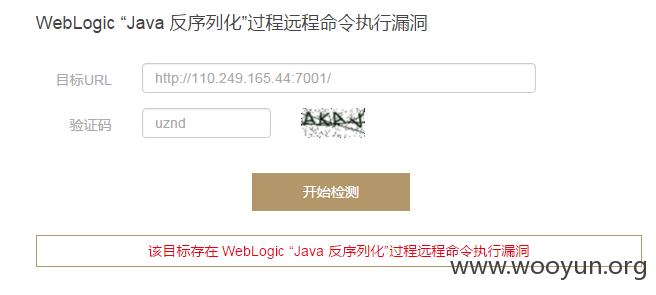 WebLogic “Java 反序列化”过程远程命令执行漏洞
目标URL http://110.249.165.44:7001/
验证码 uznd
开始检测
该目标存在 WebLogic “Java 反序列化”过程远程命令执行漏洞
www.wooyun.org